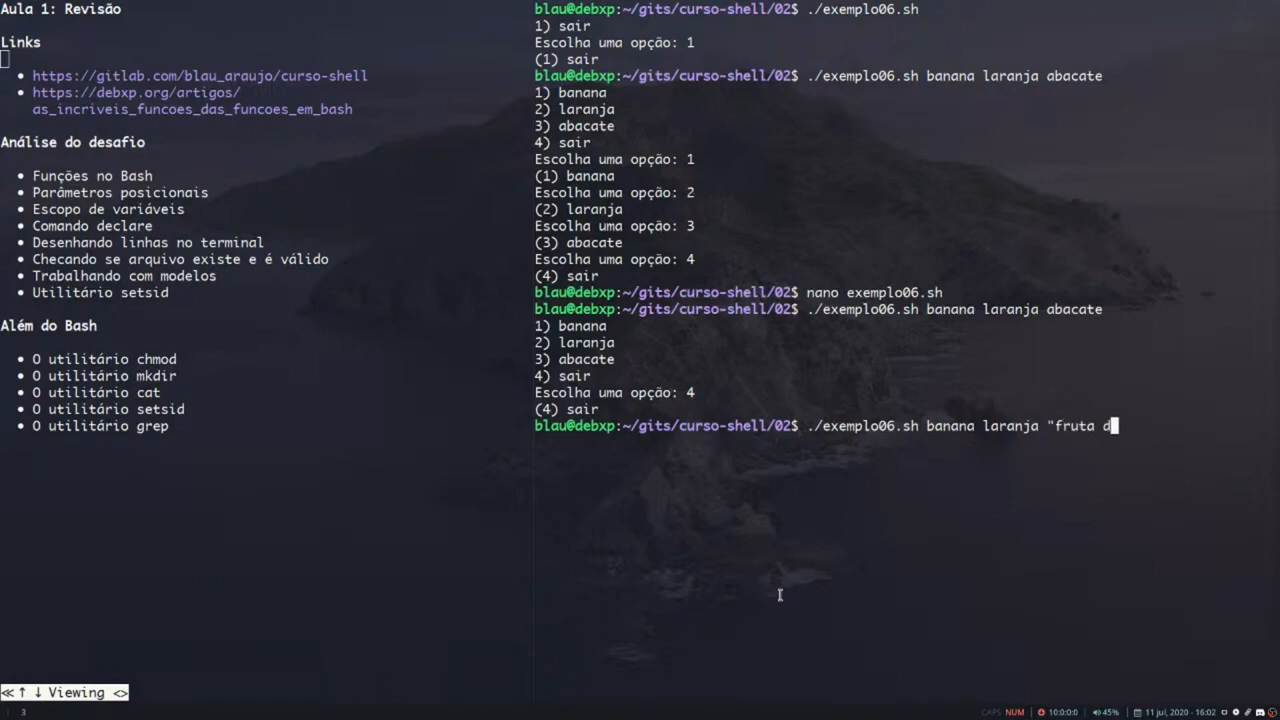 Aula 1: Revisão
Links
• https://gitlab.com/blau_araujo/curso-shell
• https://debxp.org/artigos/
as_incriveis_funcoes_das_funcoes_em_bash
Análise do desafio
• Funções no Bash
• Parâmetros posicionais
• Escopo de variáveis
• Comando declare
• Desenhando linhas no terminal
• Checando se arquivo existe e é válido
• Trabalhando com modelos
• Utilitário setsid
Além do Bash
• O utilitário chmod
• O utilitário mkdir
• O utilitário cat
• O utilitário setsid
• O utilitário grep
≪↑ ↓ Viewing <>
blau@debxp:~/gits/curso-shell/02$ ./exemplo06.sh
1) sair
Escolha uma opção: 1
(1) sair
blau@debxp:~/gits/curso-shell/02$ ./exemplo06.sh banana laranja abacate
1) banana
2) laranja
3) abacate
4) sair
Escolha uma opção: 1
(1) banana
Escolha uma opção: 2
(2) laranja
Escolha uma opção: 3
(3) abacate
Escolha uma opção: 4
(4) sair
blau@debxp:~/gits/curso-shell/02$ nano exemplo06.sh
blau@debxp:~/gits/curso-shell/02$ ./exemplo06.sh banana laranja abacate
1) banana
2) laranja
3) abacate
4) sair
Escolha uma opção: 4
(4) sair
blau@debxp:~/gits/curso-shell/02$ ./exemplo06.sh banana laranja "fruta d
3 CAPS NUM 10:0:0:0 45% 11 jul, 2020 - 16:02